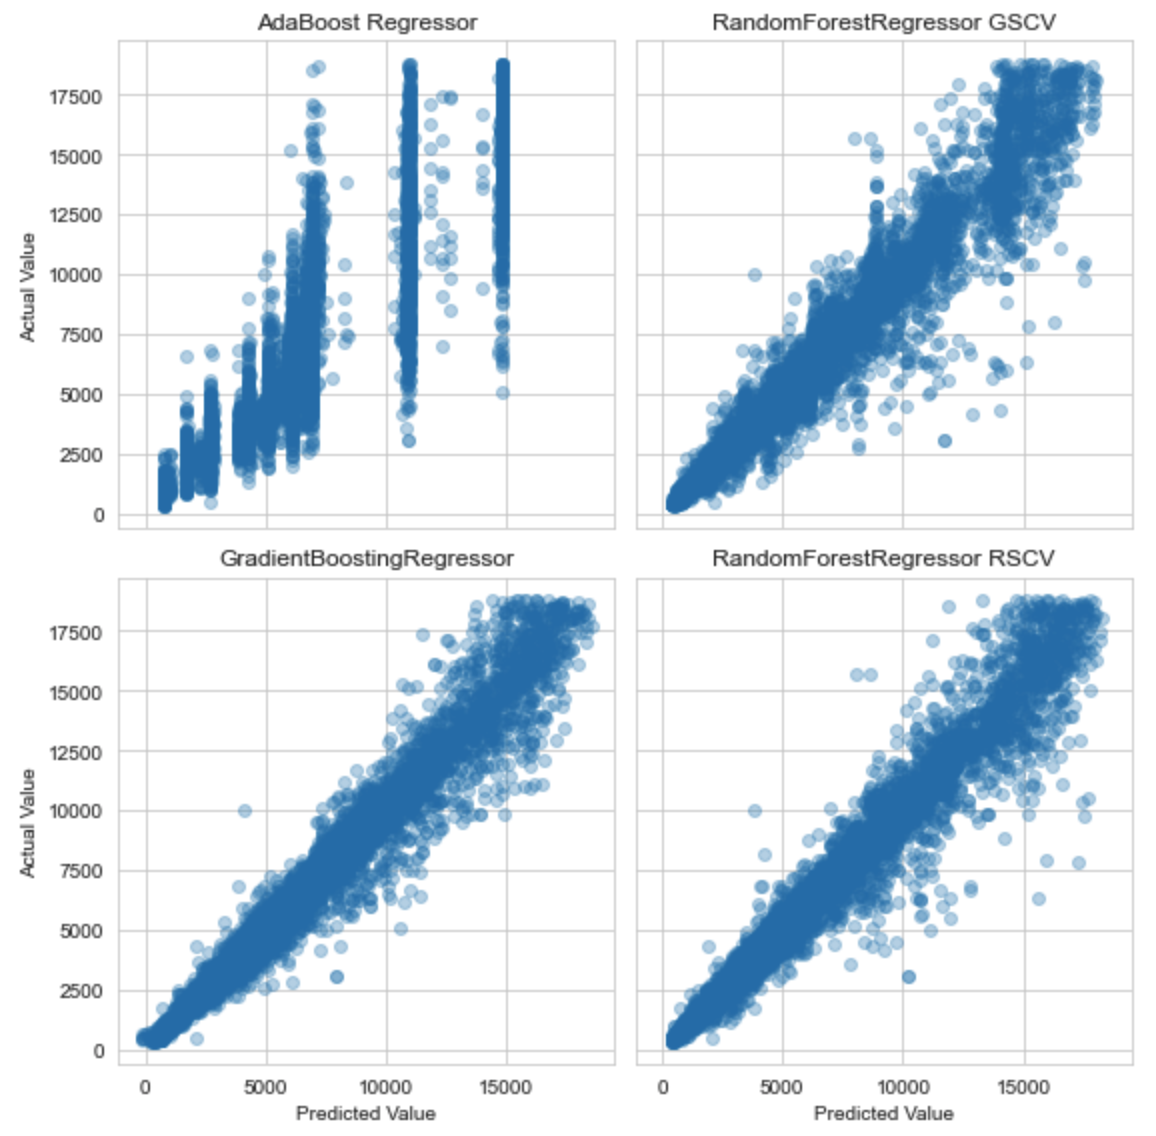 AdaBoost Regressor
RandomForestRegressor GSCV
Actual Value
17500
15000
12500
10000
7500
5000
2500
0
GradientBoostingRegressor
RandomForestRegressor RSCV
Actual Value
17500
15000
12500
10000
7500
5000
2500
0
0 5000 10000 15000
0 5000 10000 15000
Predicted Value
Predicted Value